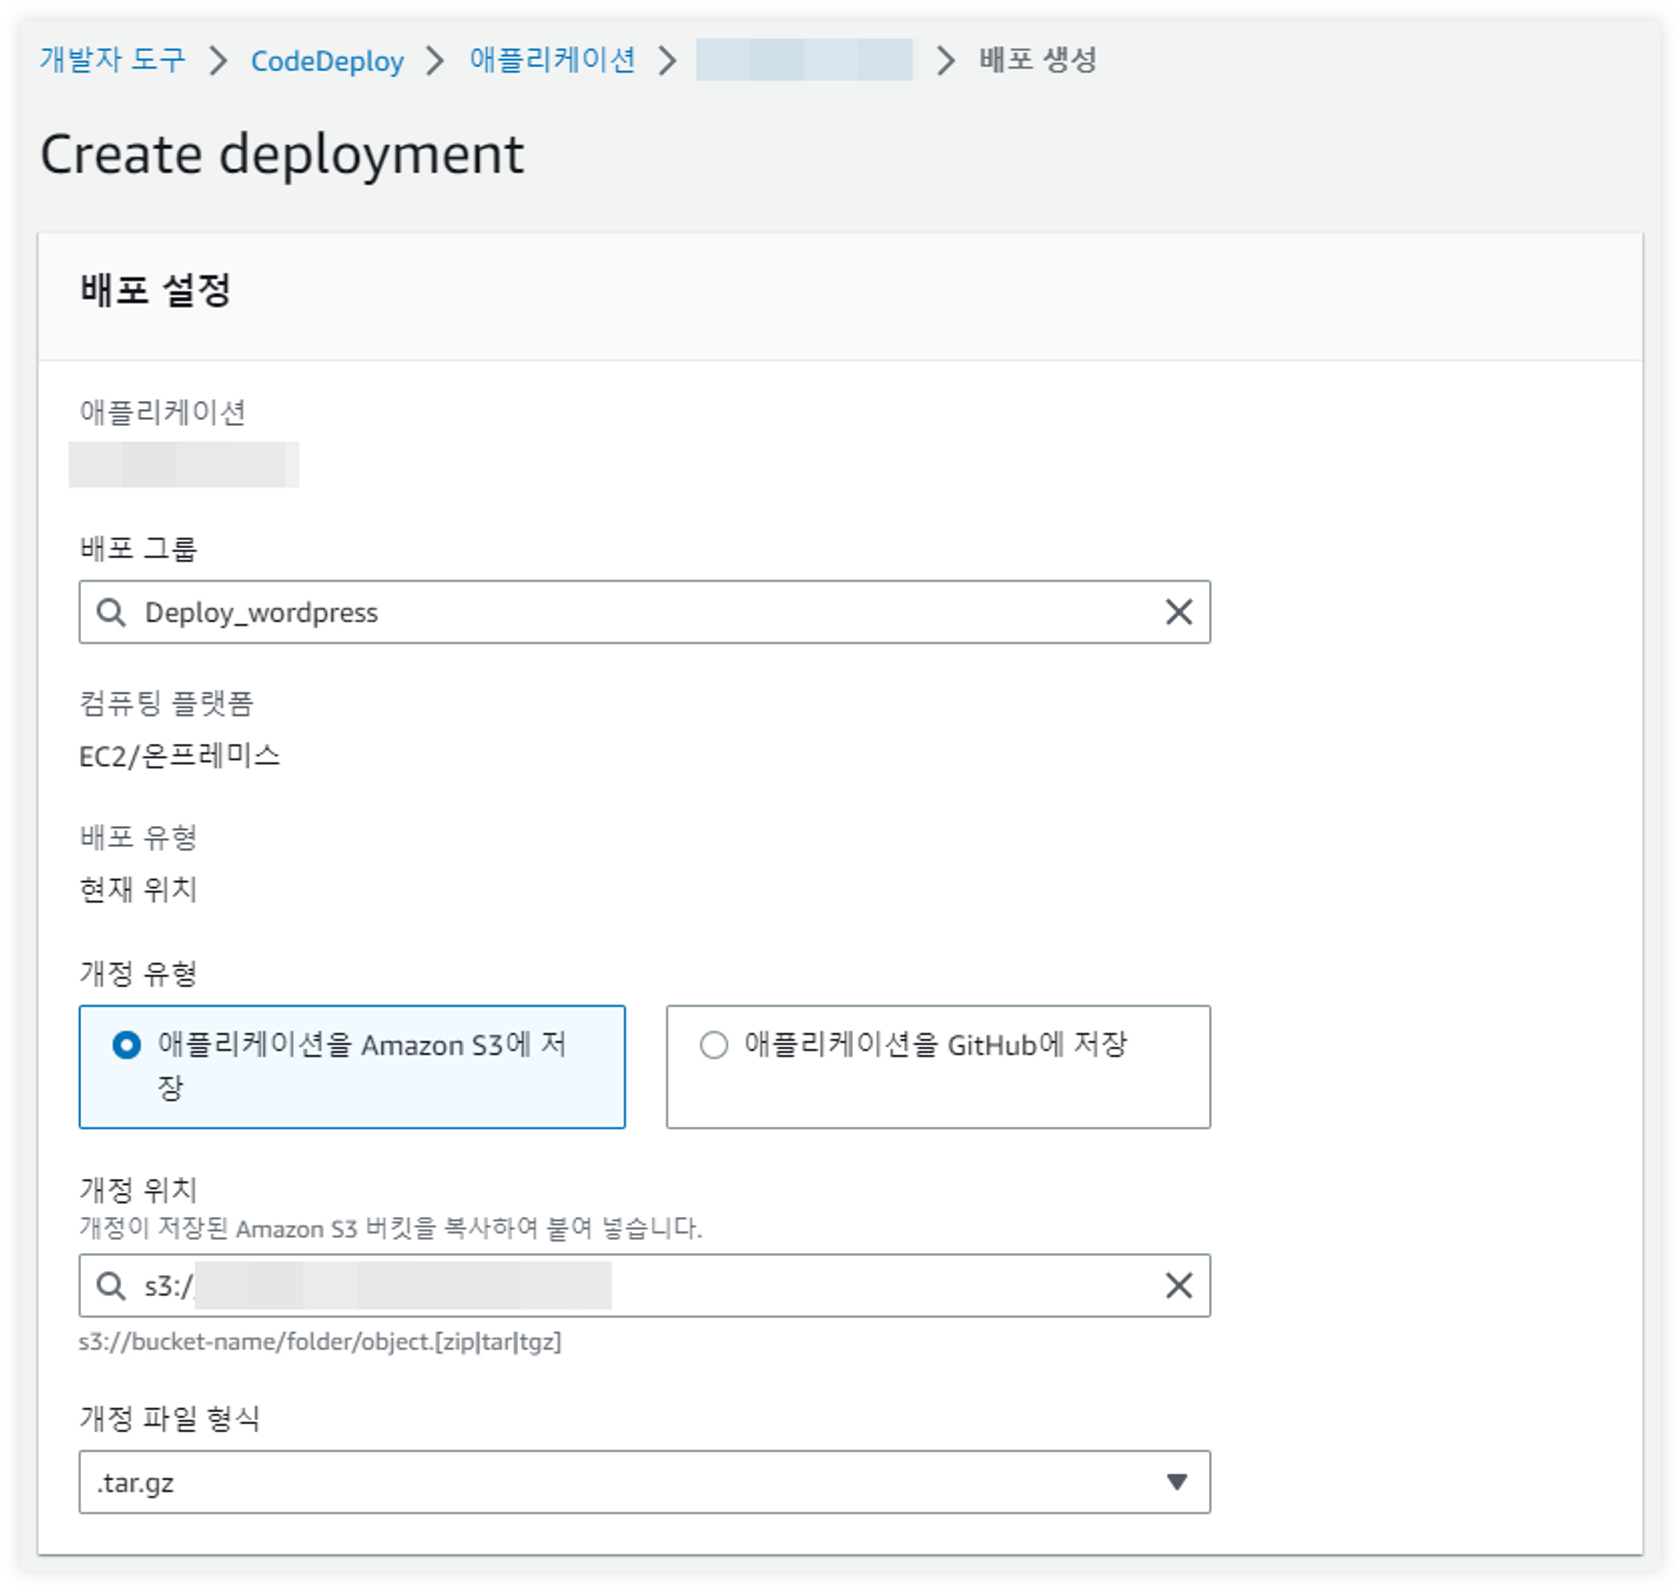 개발자 도구 > CodeDeploy > 애플리케이션 > > 배포 생성
Create deployment
배포 설정
애플리케이션
배포 그룹
Deploy_wordpress
컴퓨팅 플랫폼
EC2/온프레미스
배포 유형
현재 위치
개정 유형
애플리케이션을 Amazon S3에 저
장
애플리케이션을 GitHub에 저장
개정 위치
개정이 저장된 Amazon S3 버킷을 복사하여 붙여 넣습니다.
s3:/
s3://bucket-name/folder/object.[zip|tar|tgz]
개정 파일 형식
.tar.gz